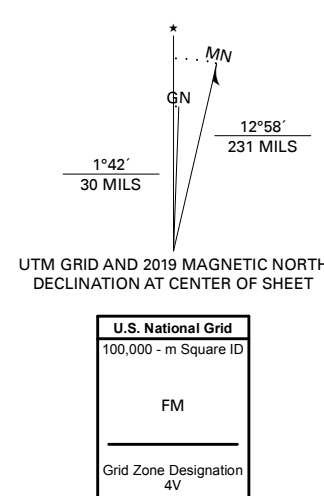 MN
GN
12°58´
231 MILS
1°42´
30 MILS
UTM GRID AND 2019 MAGNETIC NORTH
DECLINATION AT CENTER OF SHEET
U.S. National Grid
100,000 - m Square ID
FM
Grid Zone Designation
4V